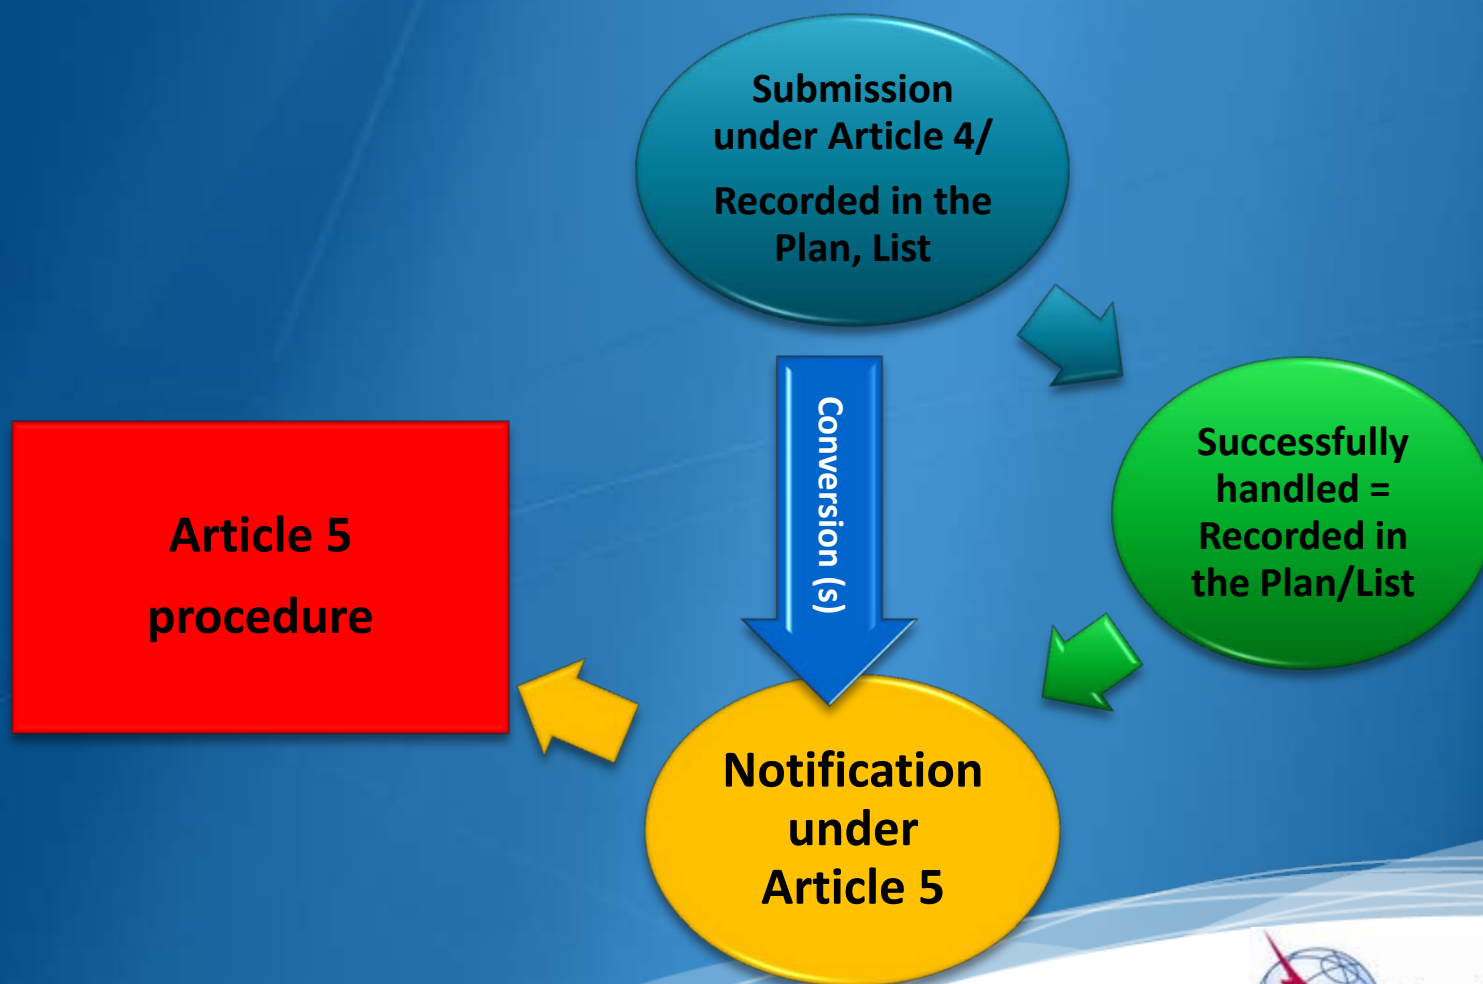 Submission
under Article 4/
Recorded in the
Plan, List
Conversion (s)
Successfully
handled =
Recorded in
the Plan/List
Article 5
procedure
Notification
under
Article 5